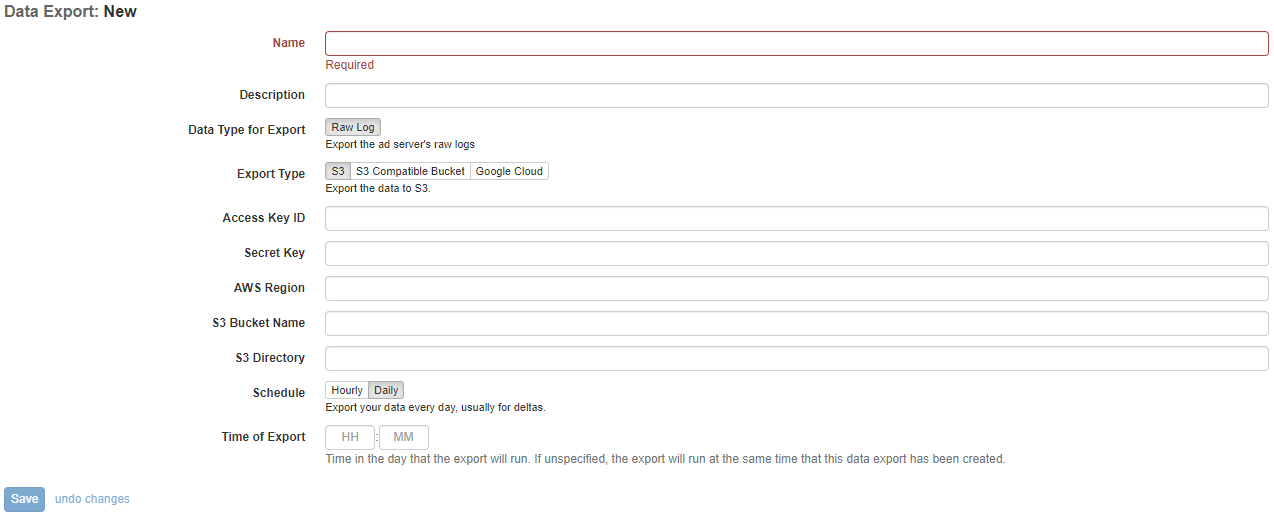 Data Export: New
Name
Required
Description
Data Type for Export Raw Log
Export the ad server's raw logs
Export Type S3 S3 Compatible Bucket Google Cloud
Export the data to S3.
Access Key ID
Secret Key
AWS Region
S3 Bucket Name
S3 Directory
Schedule Hourly Daily
Export your data every day, usually for deltas.
Time of Export HH : MM
Time in the day that the export will run. If unspecified, the export will run at the same time that this data export has been created.
Save undo changes